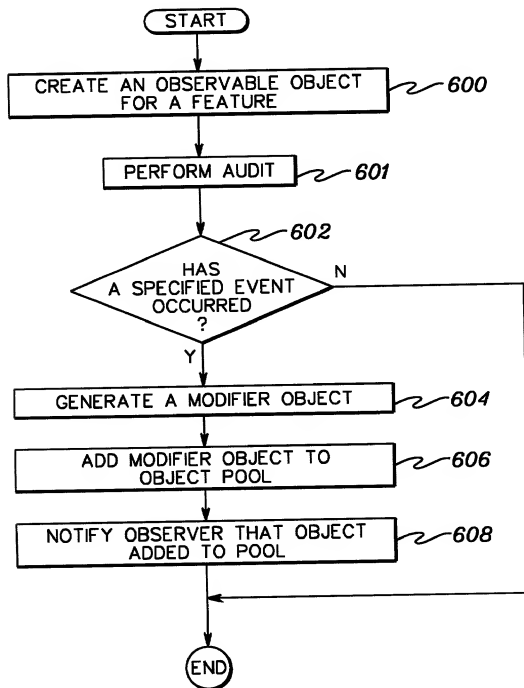 START
CREATE AN OBSERVABLE OBJECT
FOR A FEATURE
600
PERFORM AUDIT
601
602
HAS
A SPECIFIED EVENT
OCCURRED
?
N
Y
GENERATE A MODIFIER OBJECT
604
ADD MODIFIER OBJECT TO
OBJECT POOL
606
NOTIFY OBSERVER THAT OBJECT
ADDED TO POOL
608
END